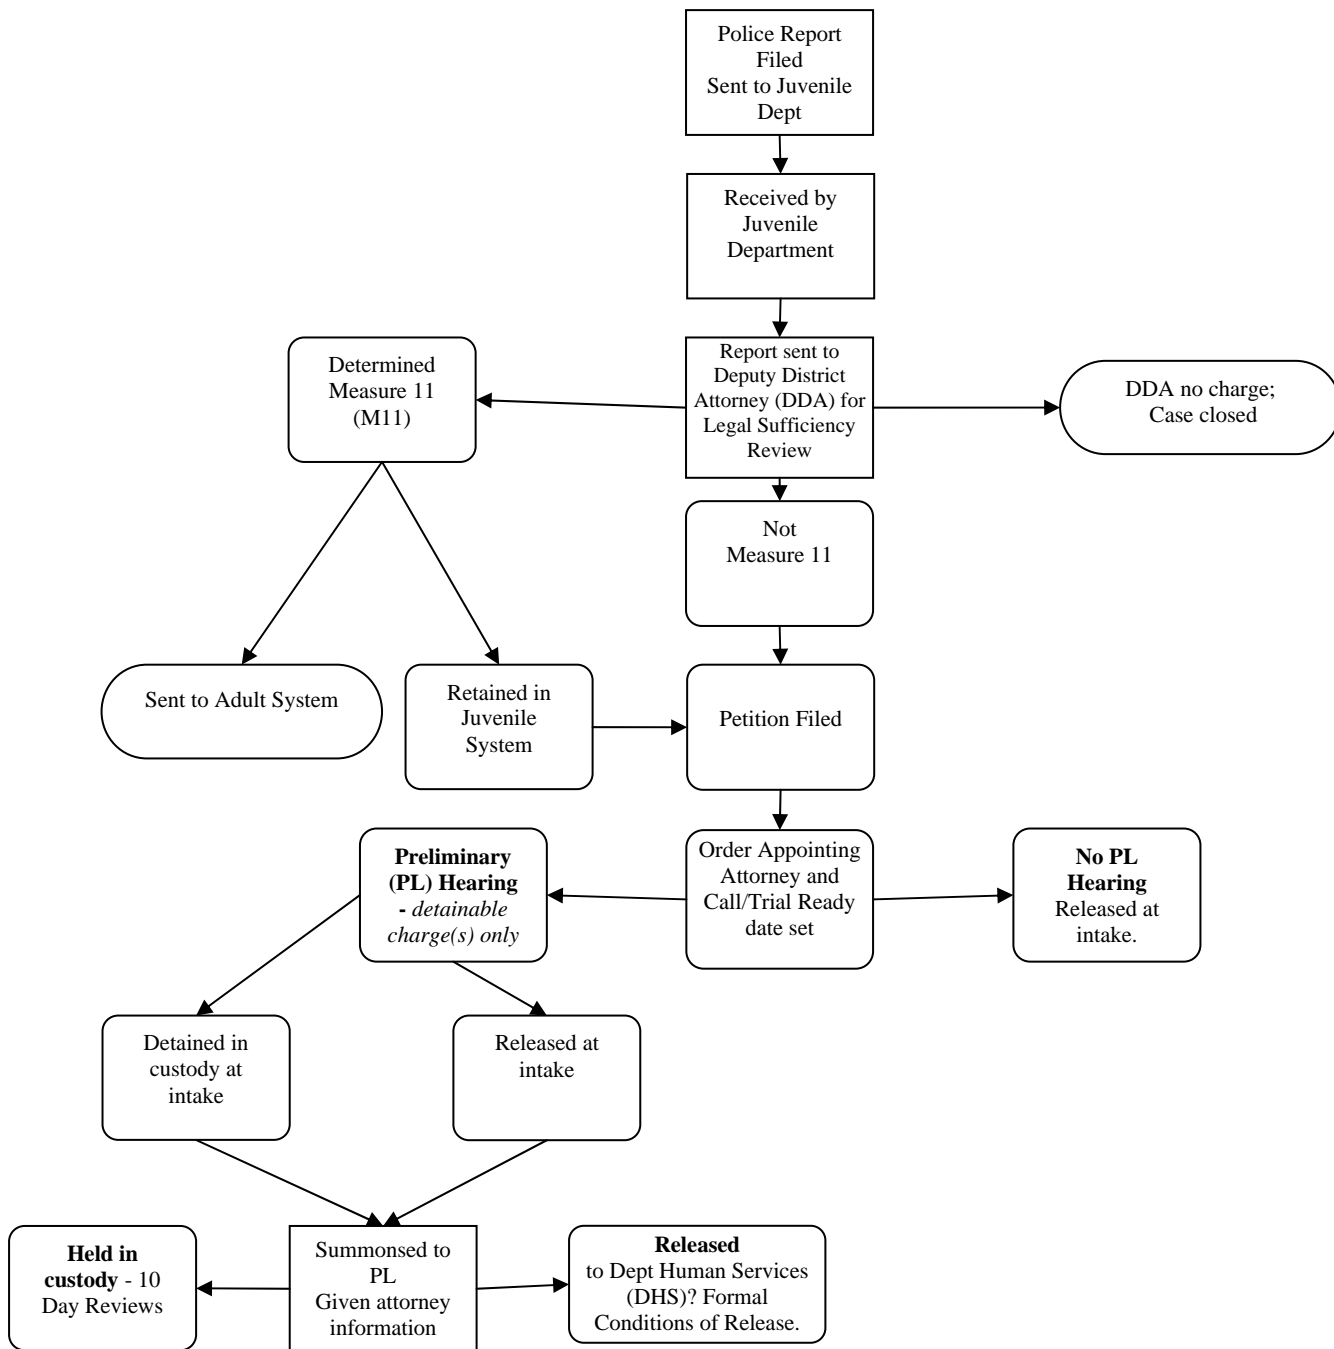 Police Report
Filed
Sent to Juvenile
Dept
Received by
Juvenile
Department
Determined
Measure 11
(M11)
Report sent to
Deputy District
Attorney (DDA) for
Legal Sufficiency
Review
DDA no charge;
Case closed
Not
Measure 11
Sent to Adult System
Retained in
Juvenile
System
Petition Filed
Preliminary
(PL) Hearing
- detainable
charge(s) only
Order Appointing
Attorney and
Call/Trial Ready
date set
No PL
Hearing
Released at
intake.
Detained in
custody at
intake
Released at
intake
Held in
custody - 10
Day Reviews
Summonsed to
PL
Given attorney
information
Released
to Dept Human Services
(DHS)? Formal
Conditions of Release.